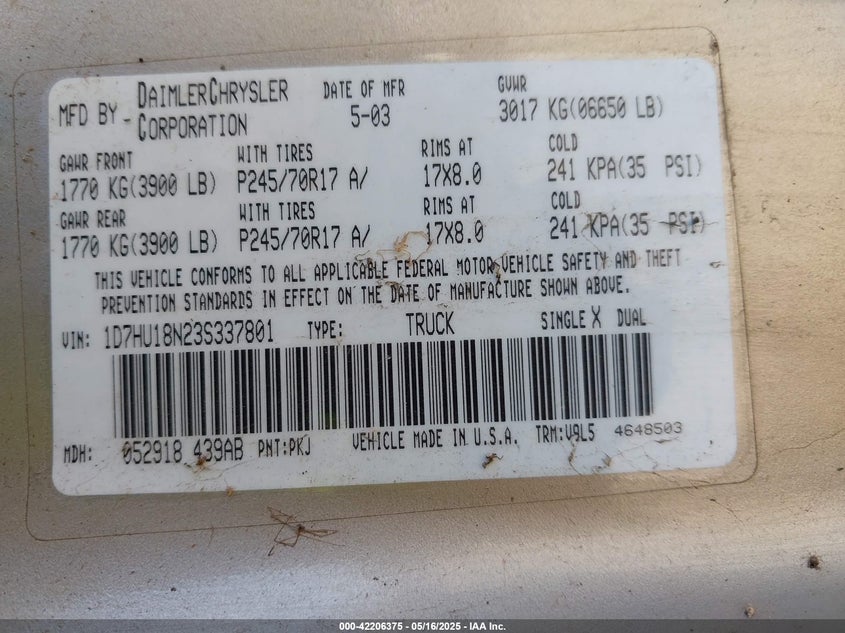 MFD BY - DAIMLERCHRYSLER CORPORATION DATE OF MFR 5-03 GVWR 3017 KG(06650 LB)
GAWR FRONT WITH TIRES RIMS AT COLD
1770 KG(3900 LB) P245/70R17 A/ 17X8.0 241 KPA(35 PSI)
GAWR REAR WITH TIRES RIMS AT COLD
1770 KG(3900 LB) P245/70R17 A/ 17X8.0 241 KPA(35 PSI)
THIS VEHICLE CONFORMS TO ALL APPLICABLE FEDERAL MOTOR VEHICLE SAFETY AND THEFT
PREVENTION STANDARDS IN EFFECT ON THE DATE OF MANUFACTURE SHOWN ABOVE.
VIN: 1D7HU18N23S337801 TYPE: TRUCK SINGLE X DUAL
MDH: 052918 439AB PNT:PKJ VEHICLE MADE IN U.S.A. TRM:V9L5 4648503
000-42206375 - 05/16/2025 - IAA Inc.